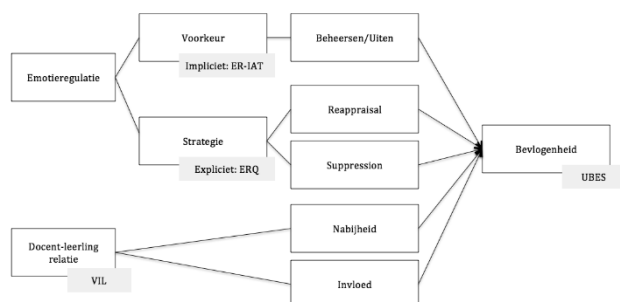 Voorkeur
Beheersen/Uiten
Impliciet: ER-IAT
Emotieregulatie
Reappraisal
Strategie
Bevlogenheid
Expliciet: ERQ
Suppression
UBES
Nabijheid
Docent-leerling
relatie
VIL
Invloed